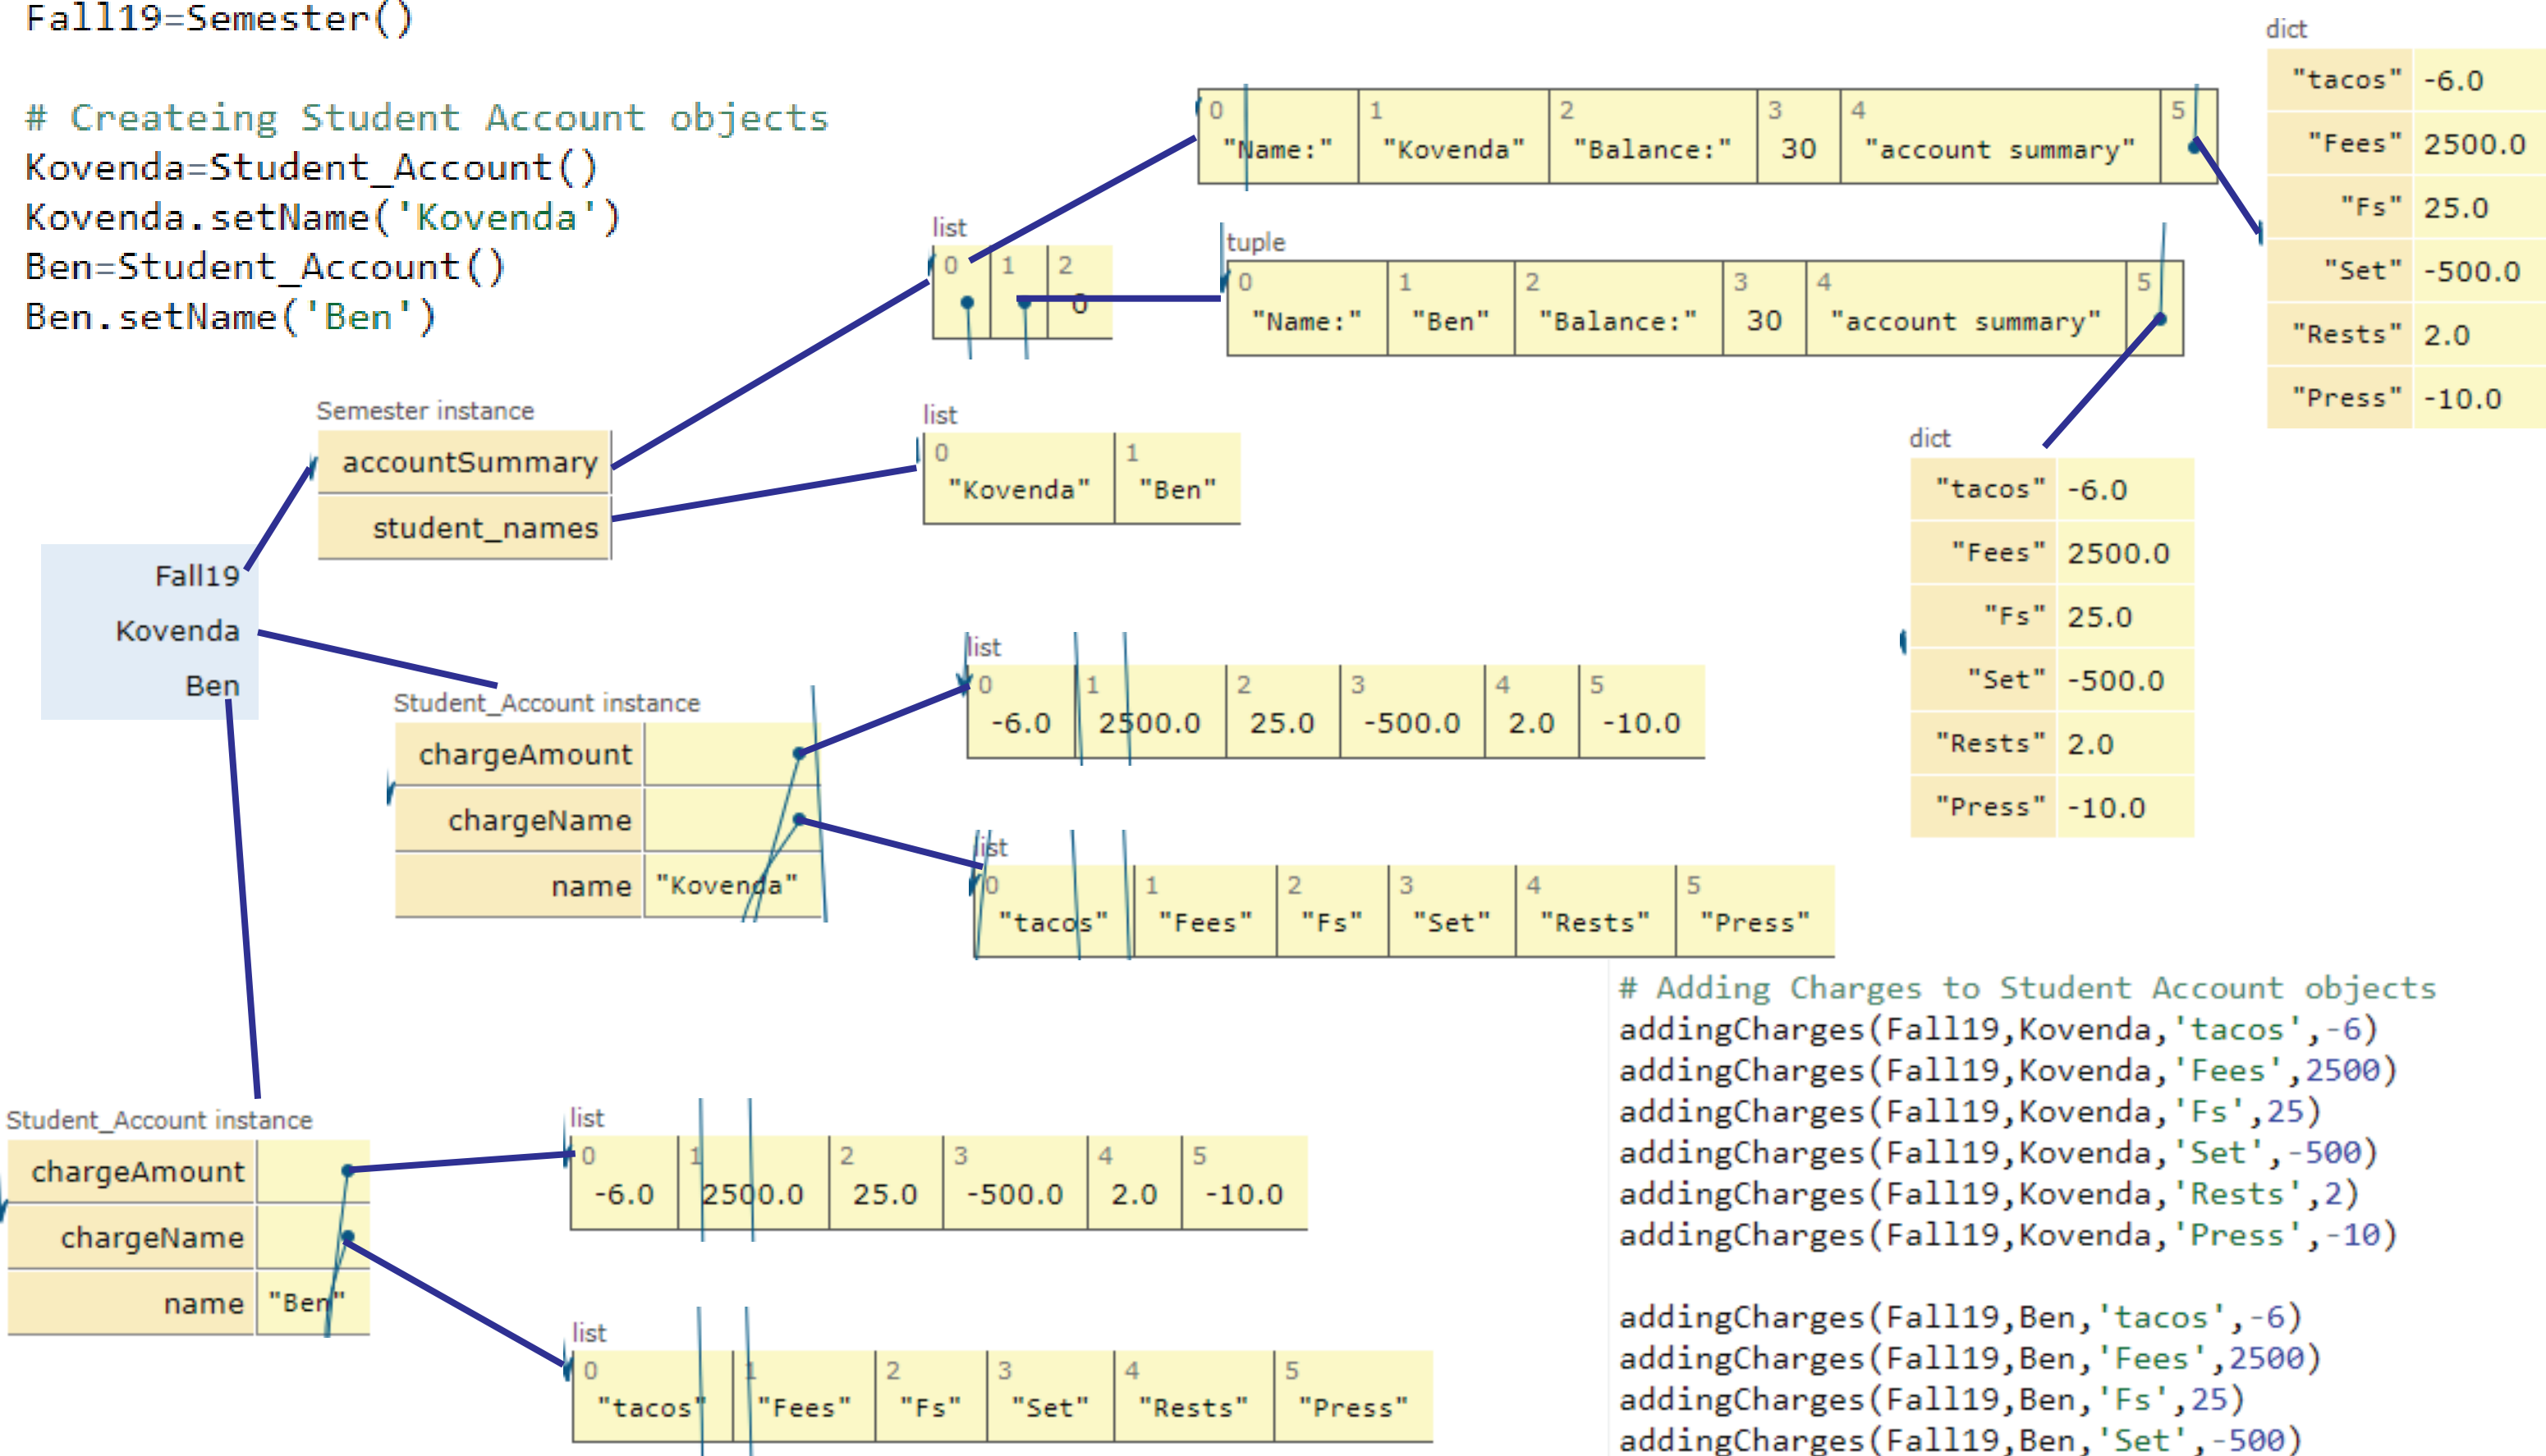 Fall19=Semester()
# Createing Student Account objects
Kovenda=Student_Account()
Kovenda.setName('Kovenda')
Ben=Student_Account()
Ben.setName('Ben')
0 1 2 3 4 5
"Name:" "Kovenda" "Balance:" 30 "account summary"
dict
"tacos" -6.0
"Fees" 2500.0
"Fs" 25.0
"Set" -500.0
"Rests" 2.0
"Press" -10.0
list
0 1 2
0
tuple
0 1 2 3 4 5
"Name:" "Ben" "Balance:" 30 "account summary"
Semester instance
accountSummary
student_names
list
0 1
"Kovenda" "Ben"
dict
"tacos" -6.0
"Fees" 2500.0
"Fs" 25.0
"Set" -500.0
"Rests" 2.0
"Press" -10.0
Fall19
Kovenda
Ben
Student_Account instance
chargeAmount
chargeName
name "Kovenda"
list
0 1 2 3 4 5
-6.0 2500.0 25.0 -500.0 2.0 -10.0
list
0 1 2 3 4 5
"tacos" "Fees" "Fs" "Set" "Rests" "Press"
Student_Account instance
chargeAmount
chargeName
name "Ben"
list
0 1 2 3 4 5
-6.0 2500.0 25.0 -500.0 2.0 -10.0
list
0 1 2 3 4 5
"tacos" "Fees" "Fs" "Set" "Rests" "Press"
# Adding Charges to Student Account objects
addingCharges(Fall19,Kovenda,'tacos',-6)
addingCharges(Fall19,Kovenda,'Fees',2500)
addingCharges(Fall19,Kovenda,'Fs',25)
addingCharges(Fall19,Kovenda,'Set',-500)
addingCharges(Fall19,Kovenda,'Rests',2)
addingCharges(Fall19,Kovenda,'Press',-10)
addingCharges(Fall19,Ben,'tacos',-6)
addingCharges(Fall19,Ben,'Fees',2500)
addingCharges(Fall19,Ben,'Fs',25)
addingCharges(Fall19,Ben,'Set',-500)